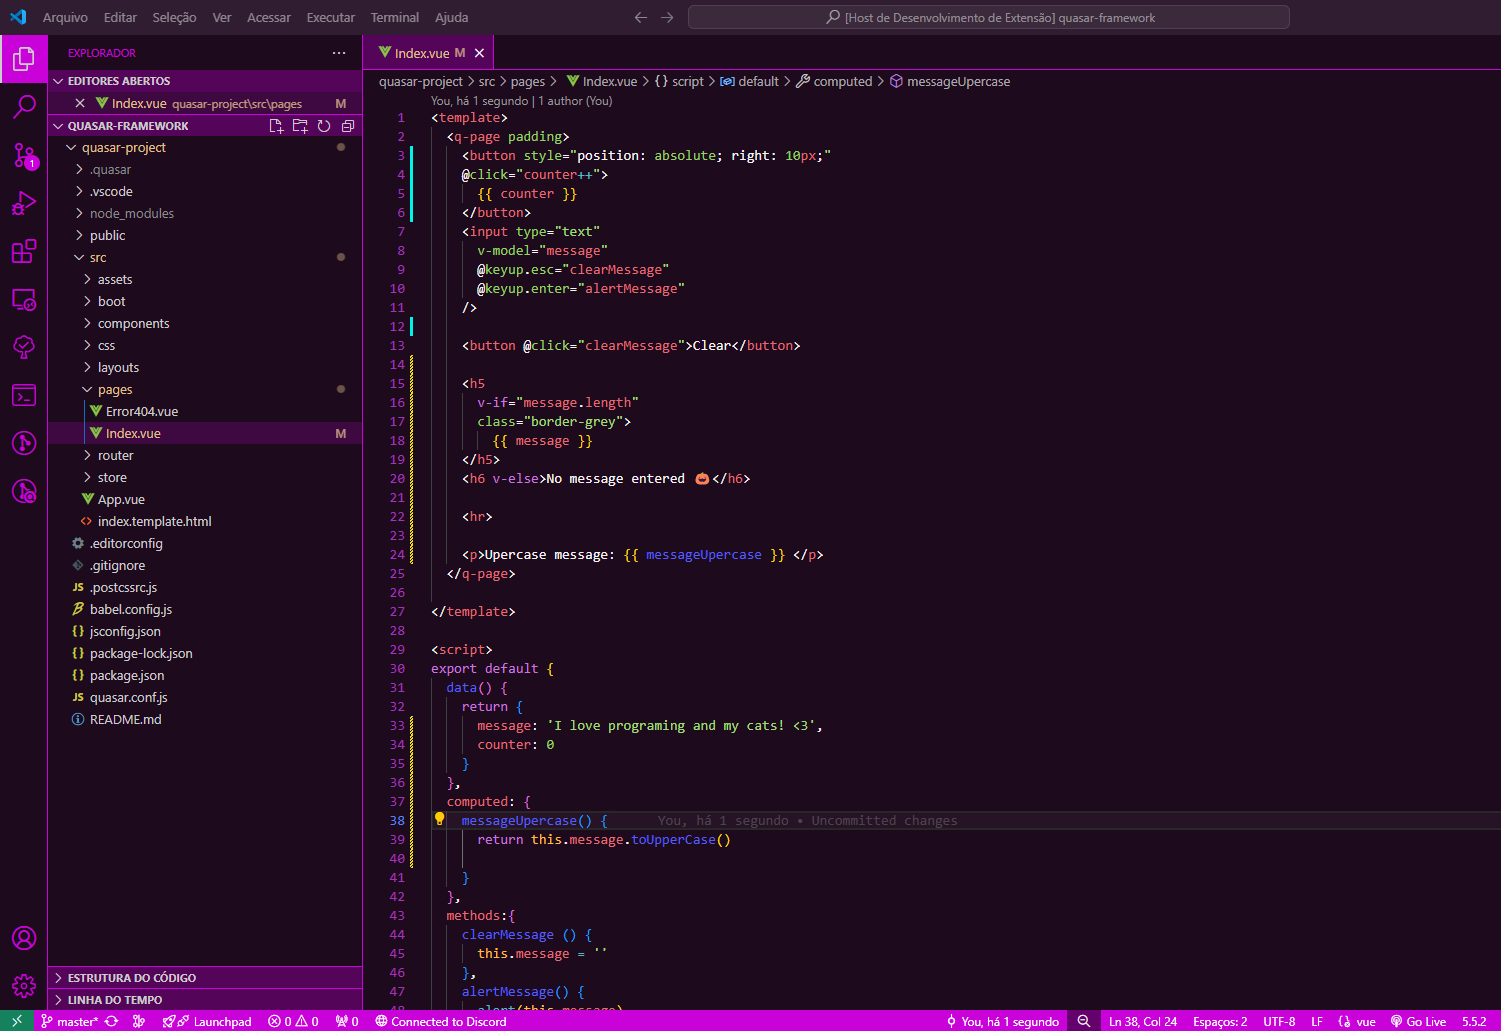 Arquivo Editar Seleção Ver Acessar Executar Terminal Ajuda
[Host de Desenvolvimento de Extensão] quasar-framework
EXPLORADOR
Index.vue M
EDITORES ABERTOS
Index.vue quasar-project\src\pages M
QUASAR-FRAMEWORK
quasar-project
.quasar
.vscode
node_modules
public
src
assets
boot
components
css
layouts
pages
Error404.vue
Index.vue M
router
store
App.vue
index.template.html
.editorconfig
.gitignore
JS .postcssrc.js
babel.config.js
{} jsconfig.json
{} package-lock.json
{} package.json
JS quasar.conf.js
README.md
ESTRUTURA DO CÓDIGO
LINHA DO TEMPO
1
quasar-project > src > pages > Index.vue > {} script > default > computed > messageUpercase
You, há 1 segundo | 1 author (You)
1 <template>
2 <q-page padding>
3 <button style="position: absolute; right: 10px;"
4 @click="counter++">
5 {{ counter }}
6 </button>
7 <input type="text"
8 v-model="message"
9 @keyup.esc="clearMessage"
10 @keyup.enter="alertMessage"
11 />
12
13 <button @click="clearMessage">Clear</button>
14
15 <h5
16 v-if="message.length"
17 class="border-grey">
18 {{ message }}
19 </h5>
20 <h6 v-else>No message entered 🎃</h6>
21
22 <hr>
23
24 <p>Upercase message: {{ messageUpercase }} </p>
25 </q-page>
26
27 </template>
28
29 <script>
30 export default {
31 data() {
32 return {
33 message: 'I love programing and my cats! <3',
34 counter: 0
35 }
36 },
37 computed: {
38 messageUpercase() { You, há 1 segundo • Uncommitted changes
39 return this.message.toUpperCase()
40
41 }
42 },
43 methods:{
44 clearMessage () {
45 this.message = ''
46 },
47 alertMessage() {
48 alert(this.message)
master* Launchpad 0 0 0 Connected to Discord
You, há 1 segundo Ln 38, Col 24 Espaços: 2 UTF-8 LF vue Go Live 5.5.2